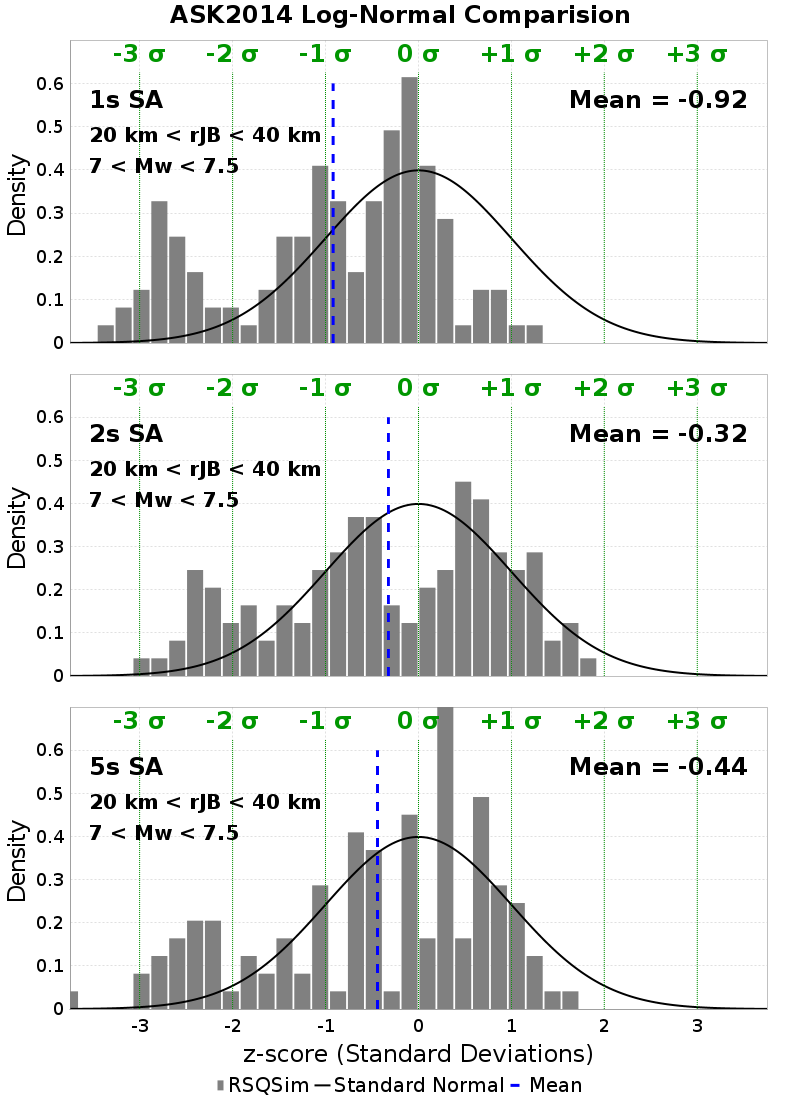 ASK2014 Log-Normal Comparision
-3 σ -2 σ -1 σ 0 σ +1 σ +2 σ +3 σ
0.6
1s SA Mean = -0.92
0.5
20 km < rJB < 40 km
7 < Mw < 7.5
0.4
0.3
0.2
0.1
0
Density
-3 σ -2 σ -1 σ 0 σ +1 σ +2 σ +3 σ
0.6
2s SA Mean = -0.32
0.5
20 km < rJB < 40 km
7 < Mw < 7.5
0.4
0.3
0.2
0.1
0
Density
-3 σ -2 σ -1 σ 0 σ +1 σ +2 σ +3 σ
0.6
5s SA Mean = -0.44
0.5
20 km < rJB < 40 km
7 < Mw < 7.5
0.4
0.3
0.2
0.1
0
Density
-3 -2 -1 0 1 2 3
z-score (Standard Deviations)
RSQSim Standard Normal Mean